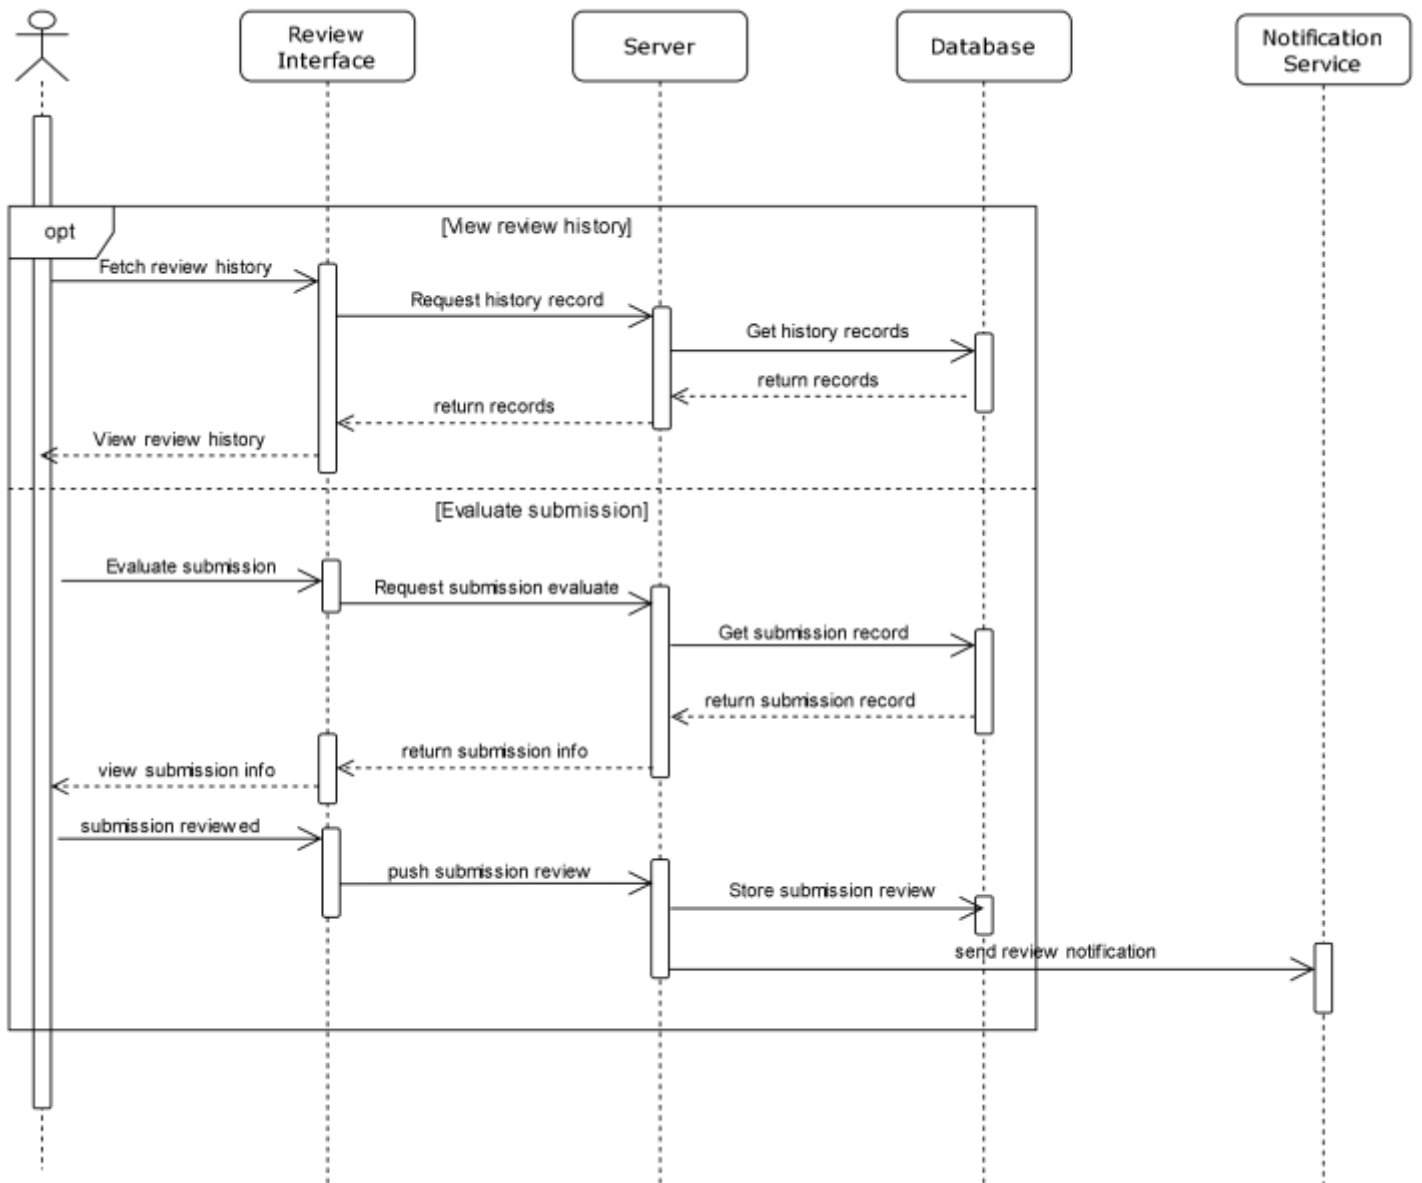 Review
Interface
Server
Database
Notification
Service
opt
[View review history]
Fetch review history
Request history record
Get history records
return records
return records
View review history
[Evaluate submission]
Evaluate submission
Request submission evaluate
Get submission record
return submission record
return submission info
view submission info
submission reviewed
push submission review
Store submission review
send review notification